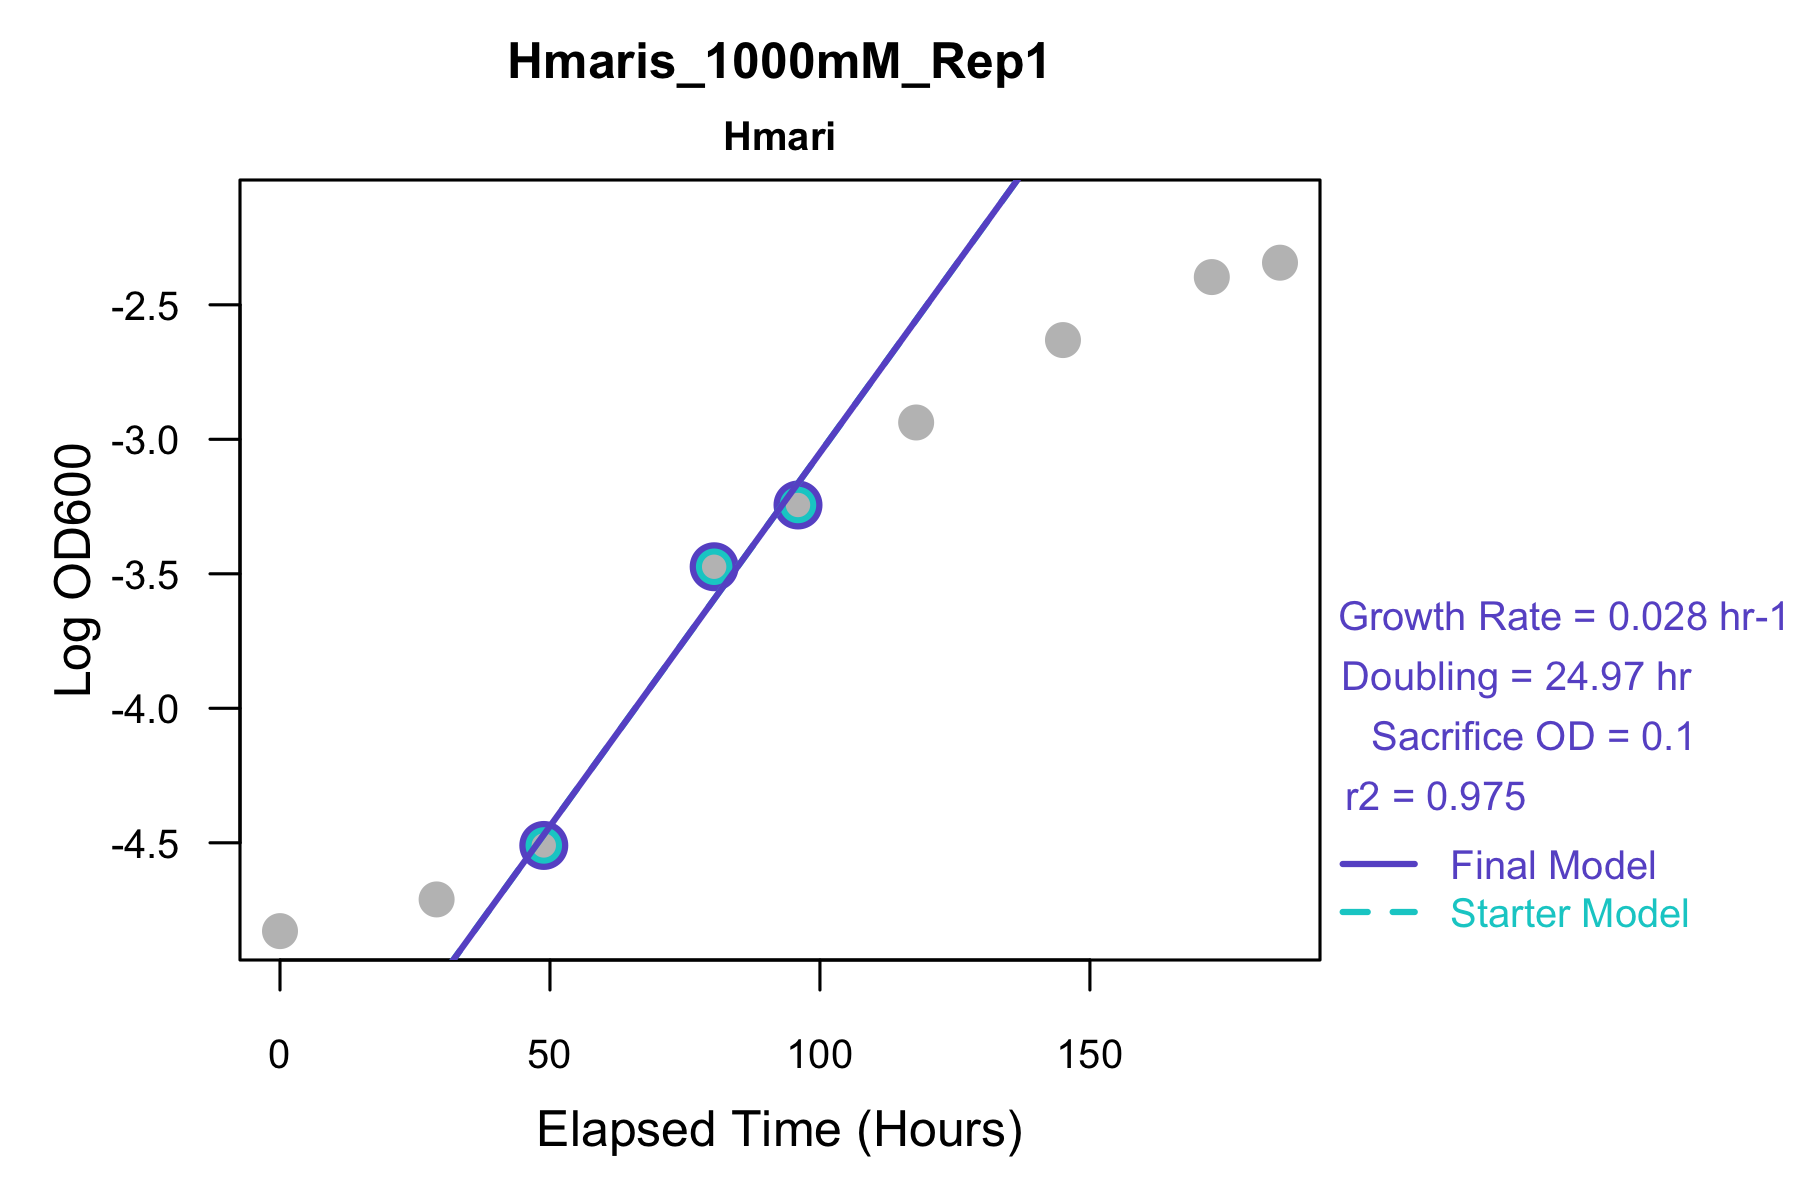 Hmaris_1000mM_Rep1
Hmari
Log OD600
-2.5
-3.0
-3.5
-4.0
-4.5
0 50 100 150
Elapsed Time (Hours)
Growth Rate = 0.028 hr-1
Doubling = 24.97 hr
Sacrifice OD = 0.1
r2 = 0.975
Final Model
Starter Model